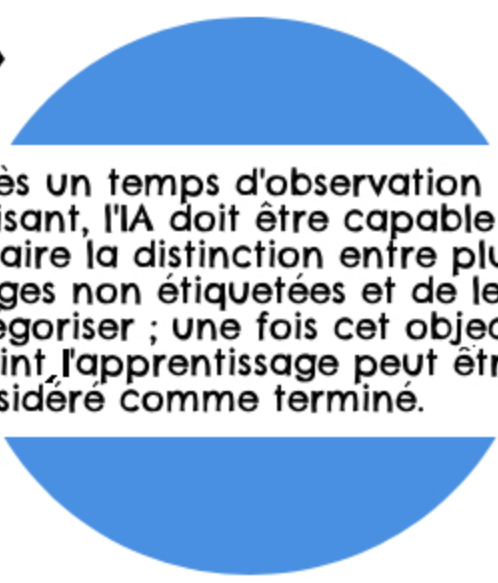 ès un temps d'observation
isant, l'IA doit être capable
aire la distinction entre plu
ges non étiquetées et de le
égoriser ; une fois cet objec
int, l'apprentissage peut êtr
sidéré comme terminé.